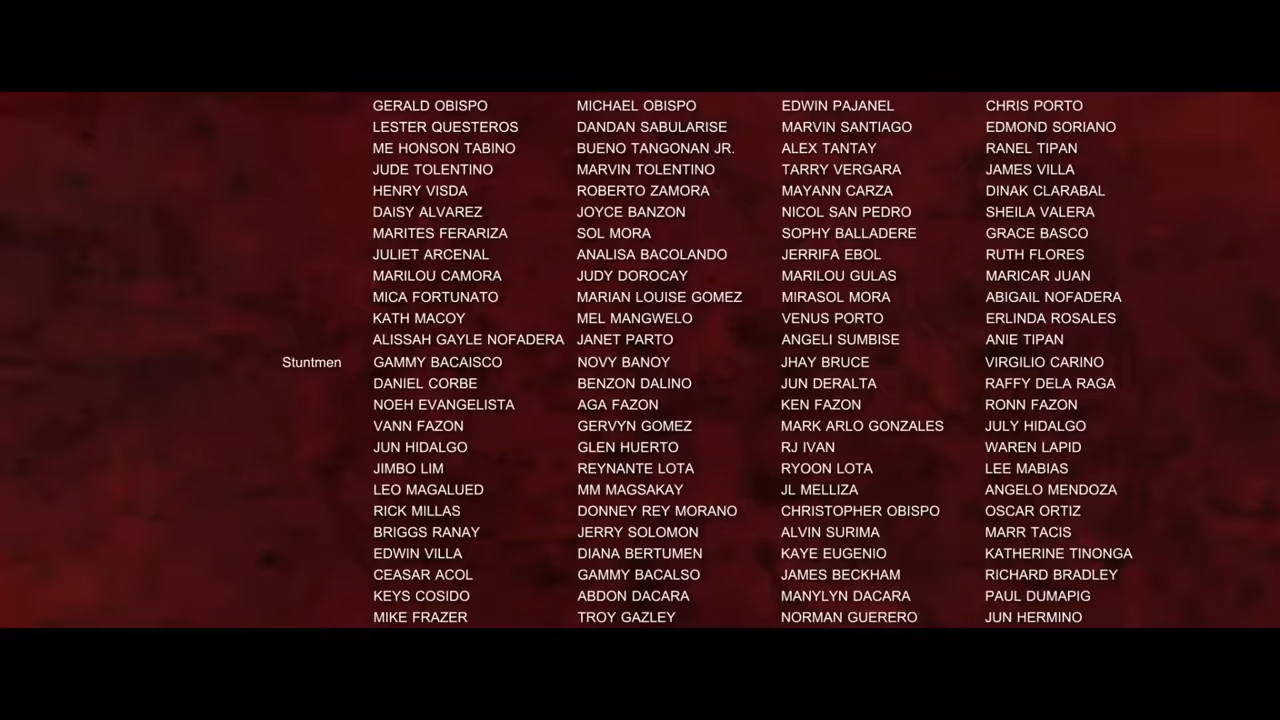 GERALD OBISPO MICHAEL OBISPO EDWIN PAJANEL CHRIS PORTO
LESTER QUESTEROS DANDAN SABULARISE MARVIN SANTIAGO EDMOND SORIANO
ME HONSON TABINO BUENO TANGONAN JR. ALEX TANTAY RANEL TIPAN
JUDE TOLENTINO MARVIN TOLENTINO TARRY VERGARA JAMES VILLA
HENRY VISDA ROBERTO ZAMORA MAYANN CARZA DINAK CLARABAL
DAISY ALVAREZ JOYCE BANZON NICOL SAN PEDRO SHEILA VALERA
MARITES FERARIZA SOL MORA SOPHY BALLADERE GRACE BASCO
JULIET ARCENAL ANALISA BACOLANDO JERRIFA EBOL RUTH FLORES
MARILOU CAMORA JUDY DOROCAY MARILOU GULAS MARICAR JUAN
MICA FORTUNATO MARIAN LOUISE GOMEZ MIRASOL MORA ABIGAIL NOFADERA
KATH MACOY MEL MANGWELO VENUS PORTO ERLINDA ROSALES
ALISSAH GAYLE NOFADERA JANET PARTO ANGELI SUMBISE ANIE TIPAN
Stuntmen GAMMY BACAISCO NOVY BANOY JHAY BRUCE VIRGILIO CARINO
DANIEL CORBE BENZON DALINO JUN DERALTA RAFFY DELA RAGA
NOEH EVANGELISTA AGA FAZON KEN FAZON RONN FAZON
VANN FAZON GERVYN GOMEZ MARK ARLO GONZALES JULY HIDALGO
JUN HIDALGO GLEN HUERTO RJ IVAN WAREN LAPID
JIMBO LIM REYNANTE LOTA RYOON LOTA LEE MABIAS
LEO MAGALUED MM MAGSAKAY JL MELLIZA ANGELO MENDOZA
RICK MILLAS DONNEY REY MORANO CHRISTOPHER OBISPO OSCAR ORTIZ
BRIGGS RANAY JERRY SOLOMON ALVIN SURIMA MARR TACIS
EDWIN VILLA DIANA BERTUMEN KAYE EUGENIO KATHERINE TINONGA
CEASAR ACOL GAMMY BACALSO JAMES BECKHAM RICHARD BRADLEY
KEYS COSIDO ABDON DACARA MANYLYN DACARA PAUL DUMAPIG
MIKE FRAZER TROY GAZLEY NORMAN GUERERO JUN HERMINO